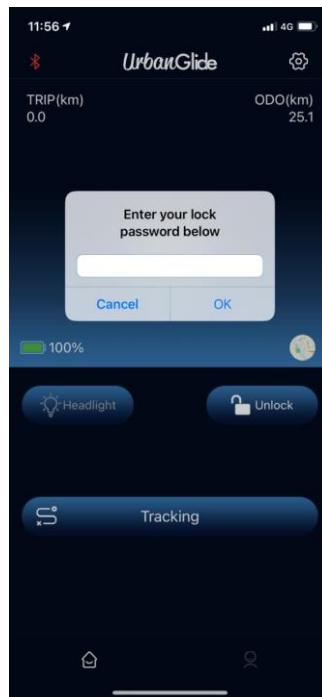 11:56 4G
UrbanGlide
TRIP(km) ODO(km)
0.0 25.1
Enter your lock
password below
Cancel OK
100%
Headlight Unlock
Tracking